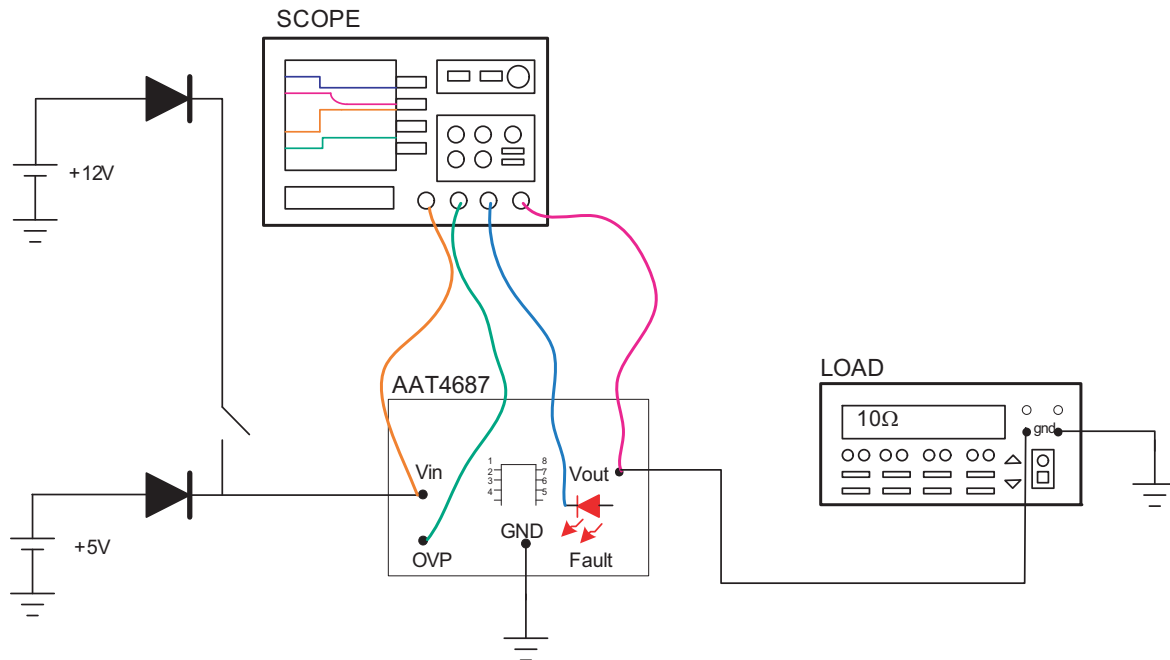 SCOPE
+12V
AAT4687
LOAD
10Ω
gnd
1
2
3
4
8
7
6
5
Vin
Vout
+5V
OVP
GND
Fault